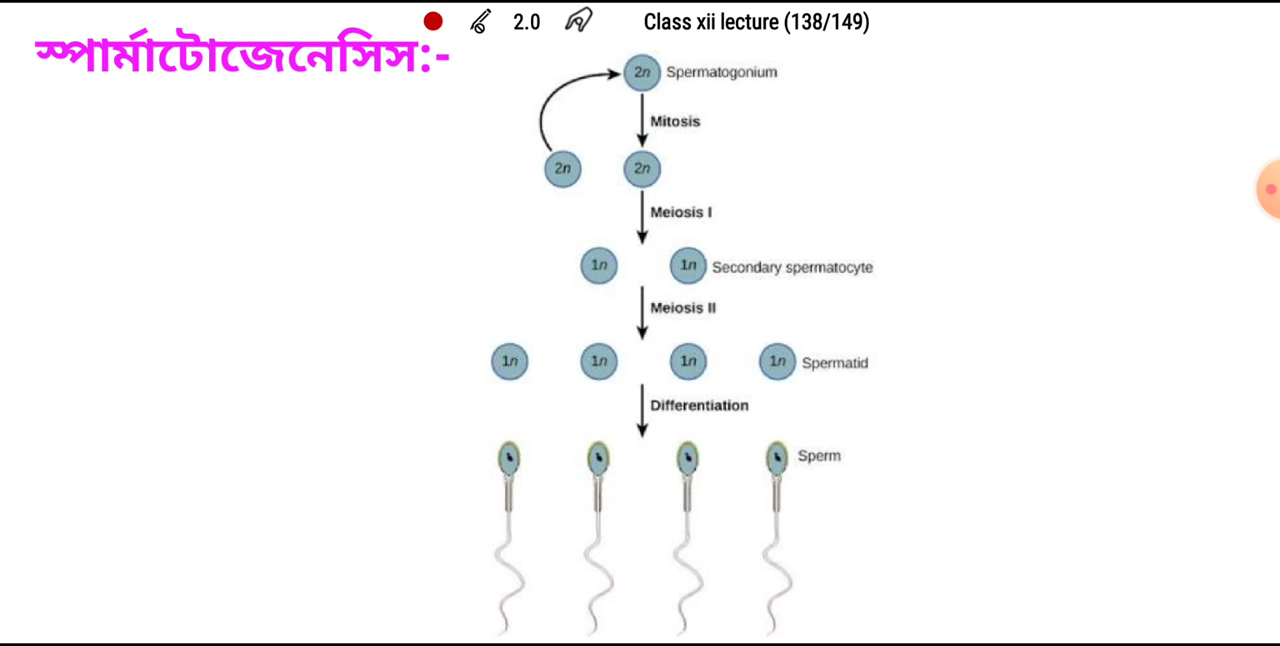 2.0 Class xii lecture (138/149)
স্পার্মাটোজেনেসিস:-
2n Spermatogonium
Mitosis
2n 2n
Meiosis I
1n 1n Secondary spermatocyte
Meiosis II
1n 1n 1n 1n Spermatid
Differentiation
Sperm